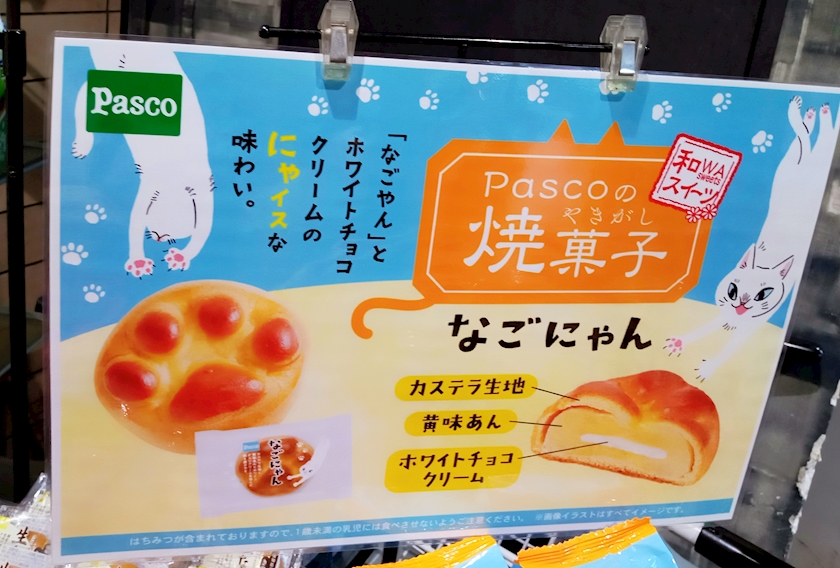 Pasco
「なごやん」と
ホワイトチョコ
クリームの
にゃイスな
味わい。
Pascoの
やきがし
焼菓子
和WA
sweets
スイーツ
なごにゃん
カステラ生地
黄味あん
ホワイトチョコ
クリーム
なごにゃん
はちみつが含まれておりますので、1歳未満の乳児には食べさせないようご注意ください。 ※画像イラストはすべてイメージです。